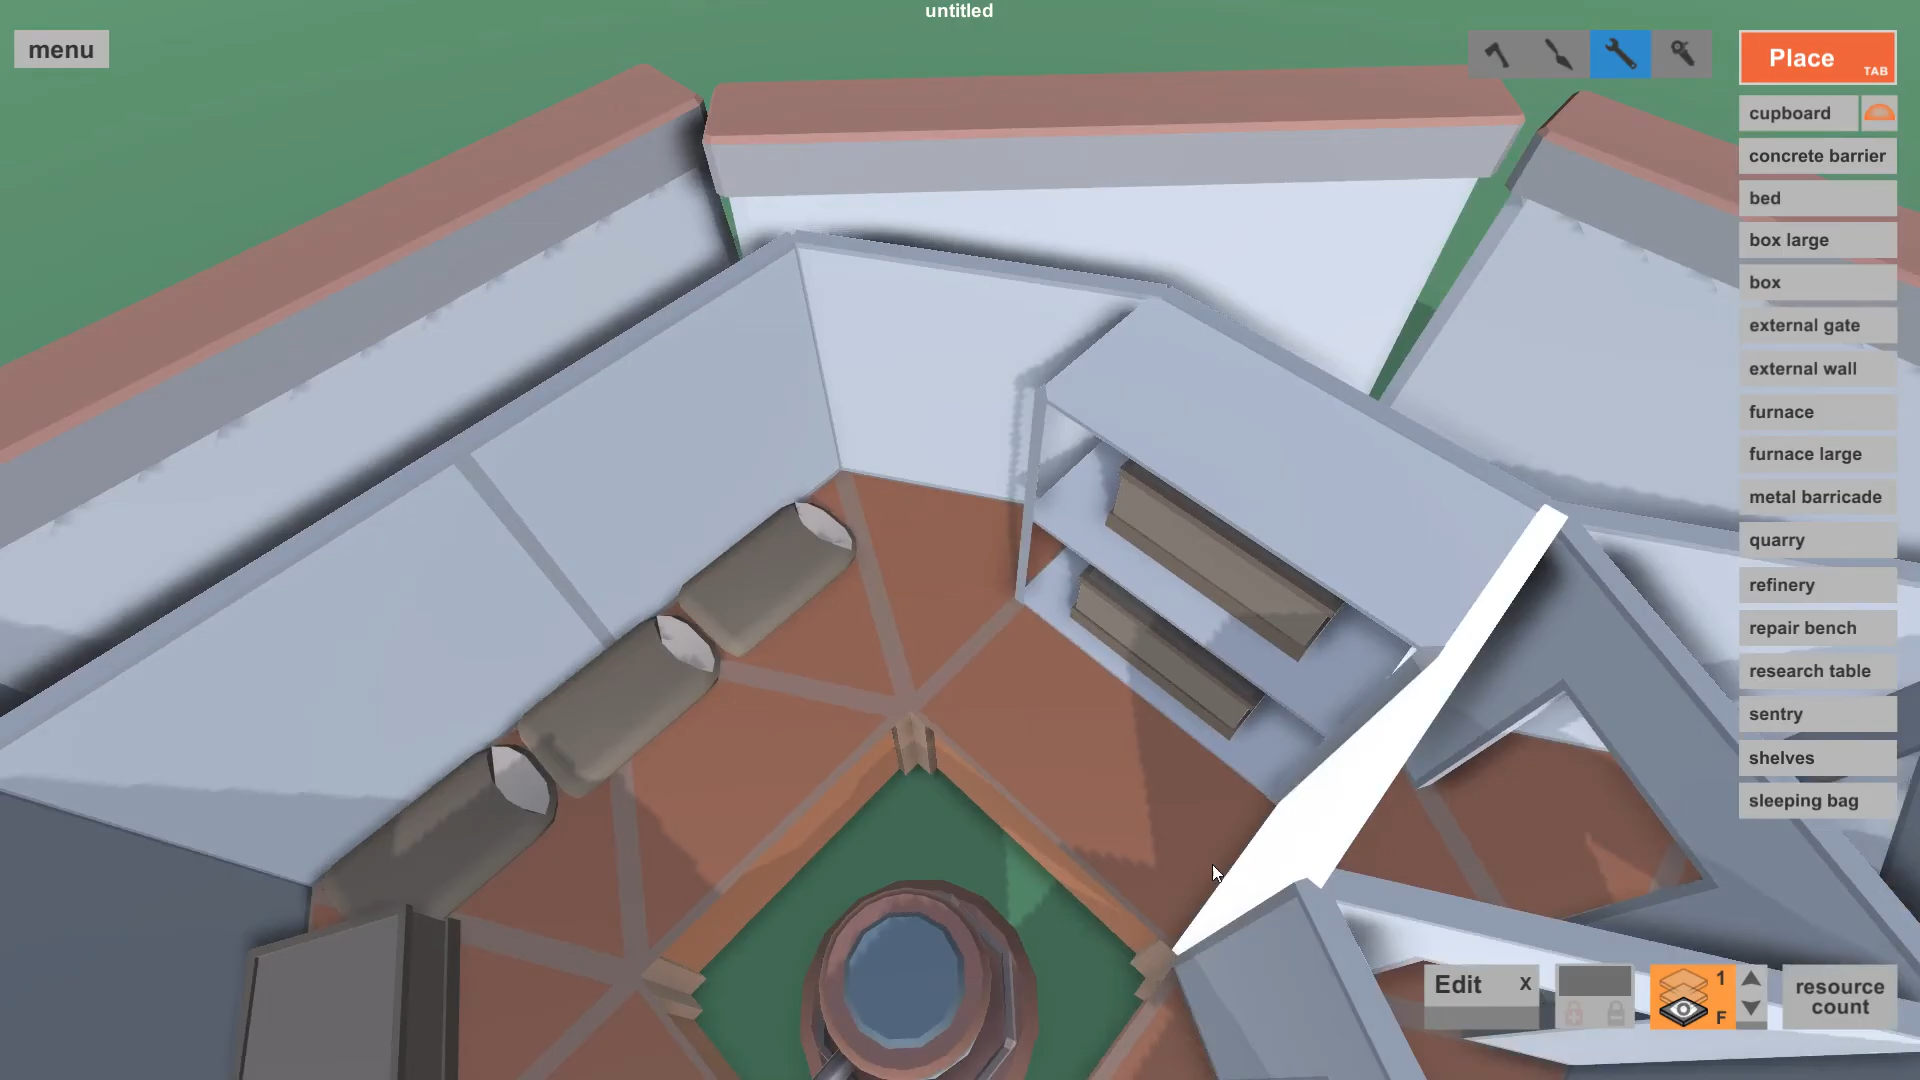 untitled
menu
Place
TAB
cupboard
concrete barrier
bed
box large
box
external gate
external wall
furnace
furnace large
metal barricade
quarry
refinery
repair bench
research table
sentry
shelves
sleeping bag
Edit X
1
F
resource
count